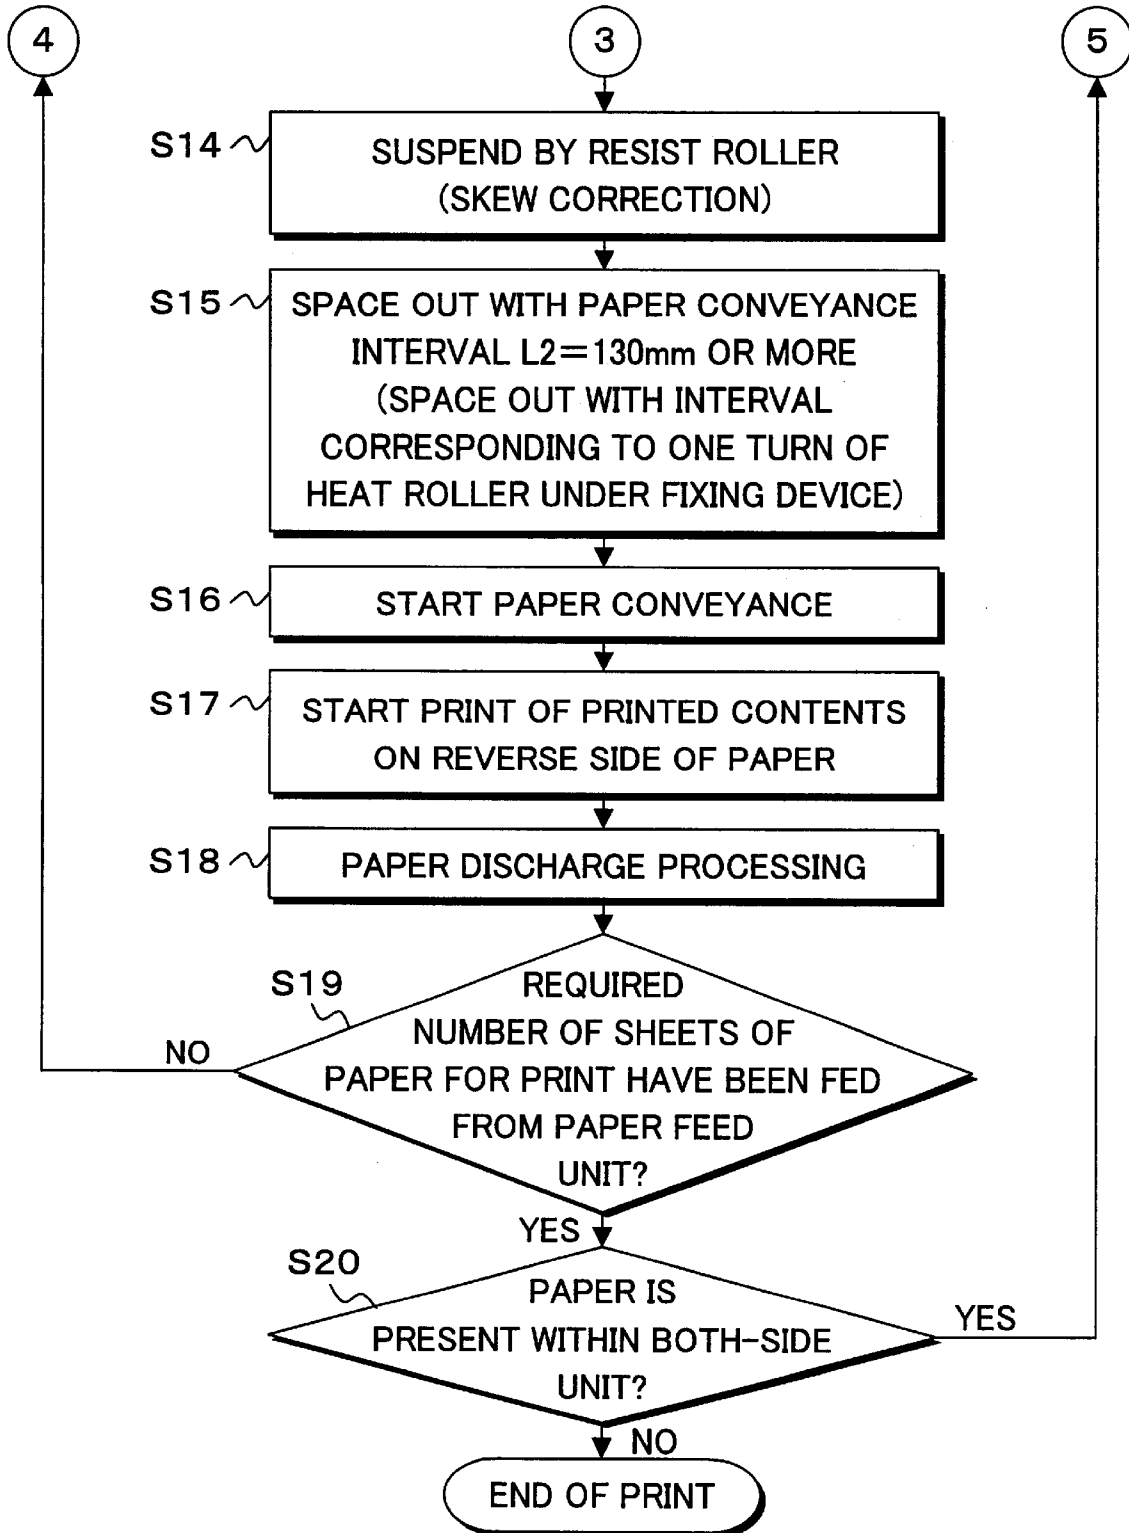 4
3
5
S14
SUSPEND BY RESIST ROLLER
(SKEW CORRECTION)
S15
SPACE OUT WITH PAPER CONVEYANCE
INTERVAL L2=130mm OR MORE
(SPACE OUT WITH INTERVAL
CORRESPONDING TO ONE TURN OF
HEAT ROLLER UNDER FIXING DEVICE)
S16
START PAPER CONVEYANCE
S17
START PRINT OF PRINTED CONTENTS
ON REVERSE SIDE OF PAPER
S18
PAPER DISCHARGE PROCESSING
S19
REQUIRED
NUMBER OF SHEETS OF
PAPER FOR PRINT HAVE BEEN FED
FROM PAPER FEED
UNIT?
NO
YES
S20
PAPER IS
PRESENT WITHIN BOTH-SIDE
UNIT?
YES
NO
END OF PRINT